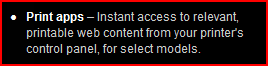 ● Print apps – Instant access to relevant,
printable web content from your printer's
control panel, for select models.